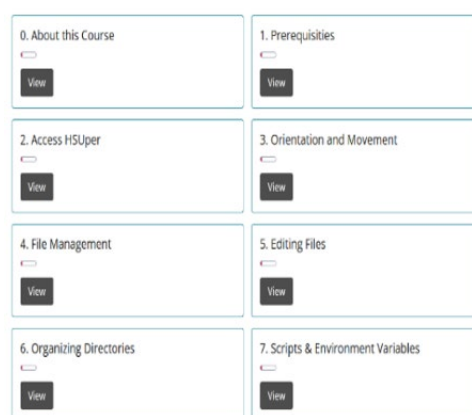 0. About this Course
View
1. Prerequisities
View
2. Access HSUper
View
3. Orientation and Movement
View
4. File Management
View
5. Editing Files
View
6. Organizing Directories
View
7. Scripts & Environment Variables
View